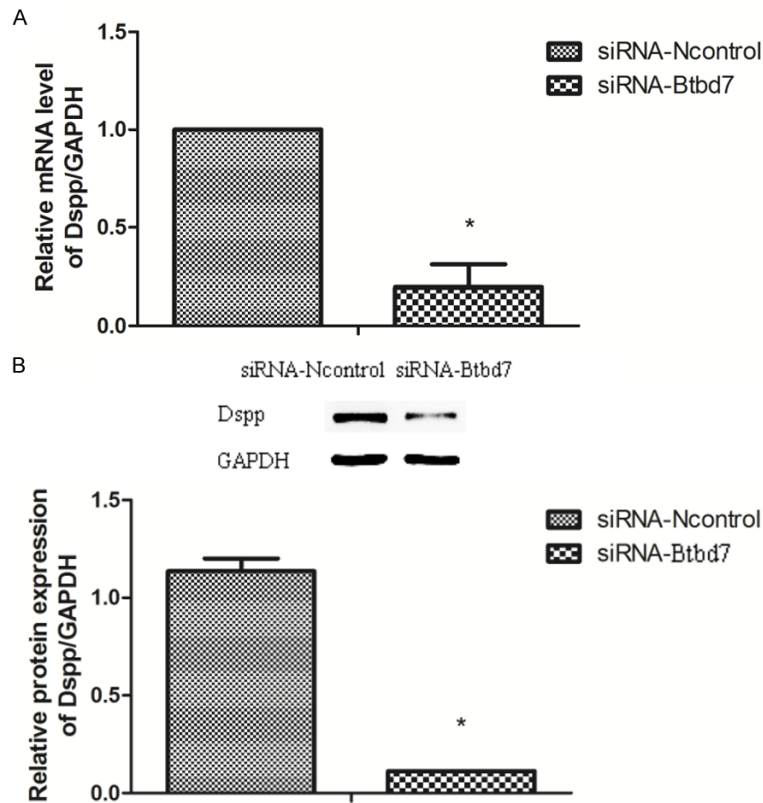 A
Relative mRNA level
of Dspp/GAPDH
1.5
1.0
0.5
0.0
*
siRNA-Ncontrol
siRNA-Btbd7
B
siRNA-Ncontrol siRNA-Btbd7
Dspp
GAPDH
Relative protein expression
of Dspp/GAPDH
1.5
1.0
0.5
0.0
*
siRNA-Ncontrol
siRNA-Btbd7